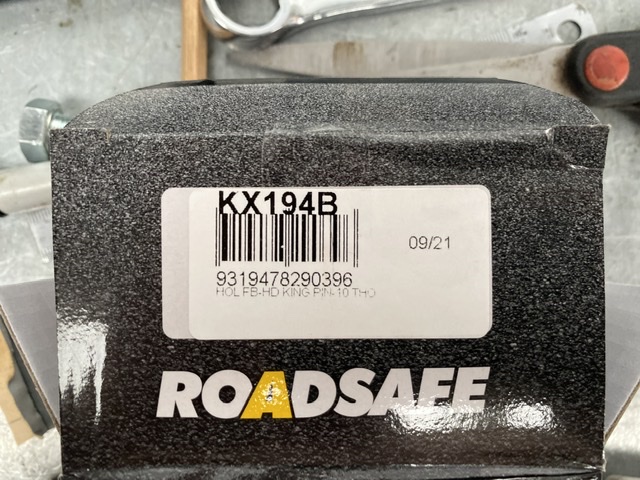 KX194B
09/21
9319478290396
HOL FB-HD KING PIN-10 THO
ROADSAFE